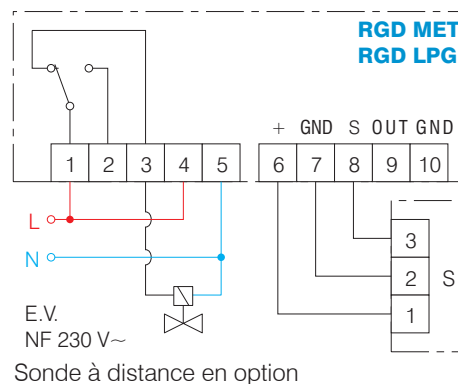 RGD MET
RGD LPG
+ GND S OUT GND
1 2 3 4 5 6 7 8 9 10
L
3
N
2 S
1
E.V.
NF 230 V~
Sonde à distance en option